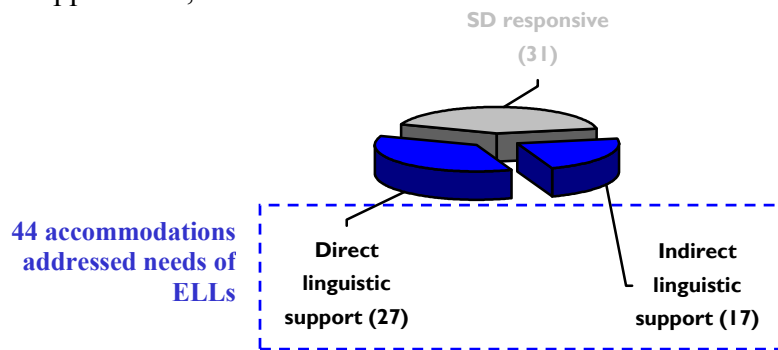 SD responsive
(31)
44 accommodations
addressed needs of
ELLs
Direct
linguistic
support (27)
Indirect
linguistic
support (17)